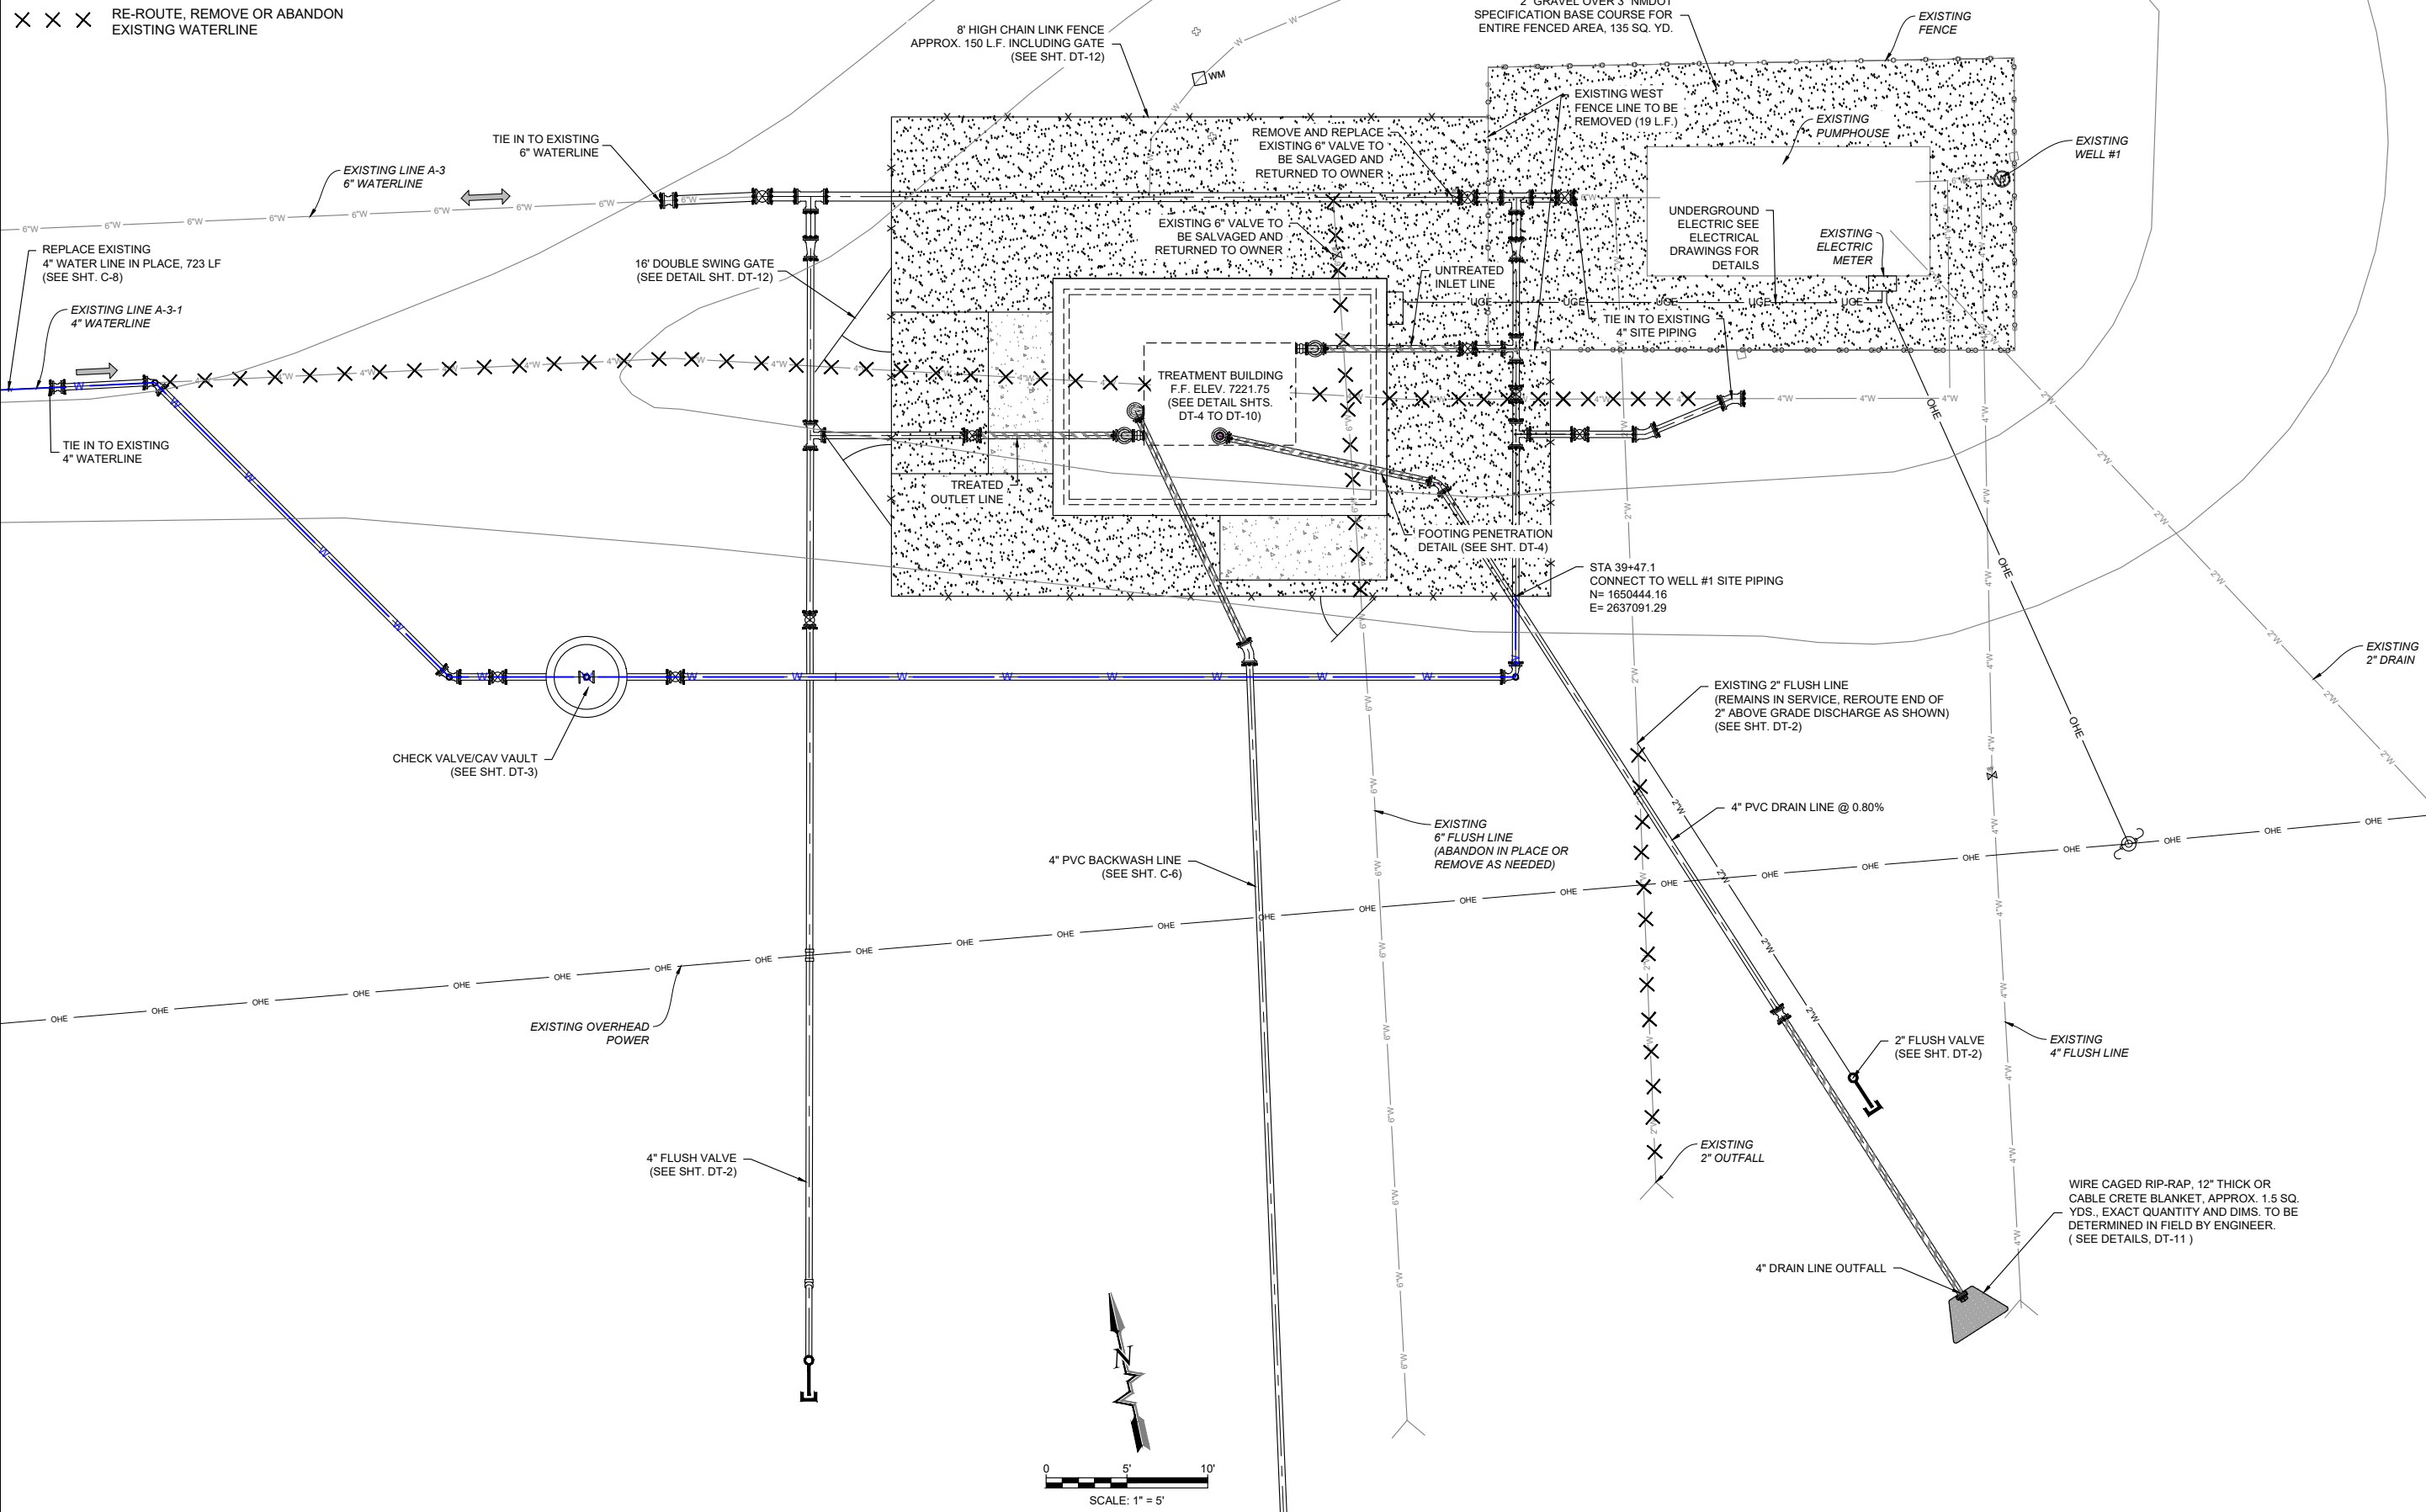 RE-ROUTE, REMOVE OR ABANDON
EXISTING WATERLINE
8' HIGH CHAIN LINK FENCE
APPROX. 150 L.F. INCLUDING GATE
(SEE SHT. DT-12)
2" GRAVEL OVER 3" NMDOT
SPECIFICATION BASE COURSE FOR
ENTIRE FENCED AREA, 135 SQ. YD.
EXISTING
FENCE
WM
TIE IN TO EXISTING
6" WATERLINE
EXISTING LINE A-3
6" WATERLINE
REMOVE AND REPLACE
EXISTING 6" VALVE TO
BE SALVAGED AND
RETURNED TO OWNER
EXISTING WEST
FENCE LINE TO BE
REMOVED (19 L.F.)
EXISTING
PUMPHOUSE
EXISTING
WELL #1
REPLACE EXISTING
4" WATER LINE IN PLACE, 723 LF
(SEE SHT. C-8)
EXISTING LINE A-3-1
4" WATERLINE
16' DOUBLE SWING GATE
(SEE DETAIL SHT. DT-12)
EXISTING 6" VALVE TO
BE SALVAGED AND
RETURNED TO OWNER
UNTREATED
INLET LINE
UNDERGROUND
ELECTRIC SEE
ELECTRICAL
DRAWINGS FOR
DETAILS
EXISTING
ELECTRIC
METER
UGE UGE UGE UGE UGE
TIE IN TO EXISTING
4" SITE PIPING
TREATMENT BUILDING
F.F. ELEV. 7221.75
(SEE DETAIL SHTS.
DT-4 TO DT-10)
TIE IN TO EXISTING
4" WATERLINE
TREATED
OUTLET LINE
FOOTING PENETRATION
DETAIL (SEE SHT. DT-4)
STA 39+47.1
CONNECT TO WELL #1 SITE PIPING
N= 1650444.16
E= 2637091.29
EXISTING
2" DRAIN
EXISTING 2" FLUSH LINE
(REMAINS IN SERVICE, REROUTE END OF
2" ABOVE GRADE DISCHARGE AS SHOWN)
(SEE SHT. DT-2)
CHECK VALVE/CAV VAULT
(SEE SHT. DT-3)
4" PVC DRAIN LINE @ 0.80%
EXISTING
6" FLUSH LINE
(ABANDON IN PLACE OR
REMOVE AS NEEDED)
4" PVC BACKWASH LINE
(SEE SHT. C-6)
EXISTING OVERHEAD
POWER
2" FLUSH VALVE
(SEE SHT. DT-2)
EXISTING
4" FLUSH LINE
4" FLUSH VALVE
(SEE SHT. DT-2)
EXISTING
2" OUTFALL
WIRE CAGED RIP-RAP, 12" THICK OR
CABLE CRETE BLANKET, APPROX. 1.5 SQ.
YDS., EXACT QUANTITY AND DIMS. TO BE
DETERMINED IN FIELD BY ENGINEER.
( SEE DETAILS, DT-11 )
4" DRAIN LINE OUTFALL
N
0 5' 10'
SCALE: 1" = 5'